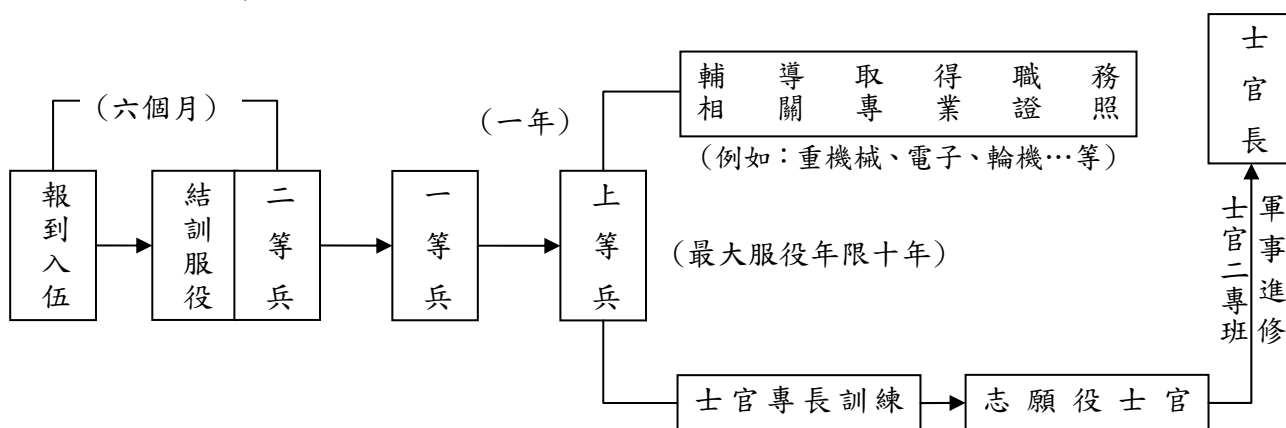 士官長
輔導取得職務
相關專業證照
（六個月）
（一年）
（例如：重機械、電子、輪機…等）
報到入伍
結訓服役
二等兵
一等兵
上等兵
（最大服役年限十年）
軍事進修
士官二專班
士官專長訓練
志願役士官